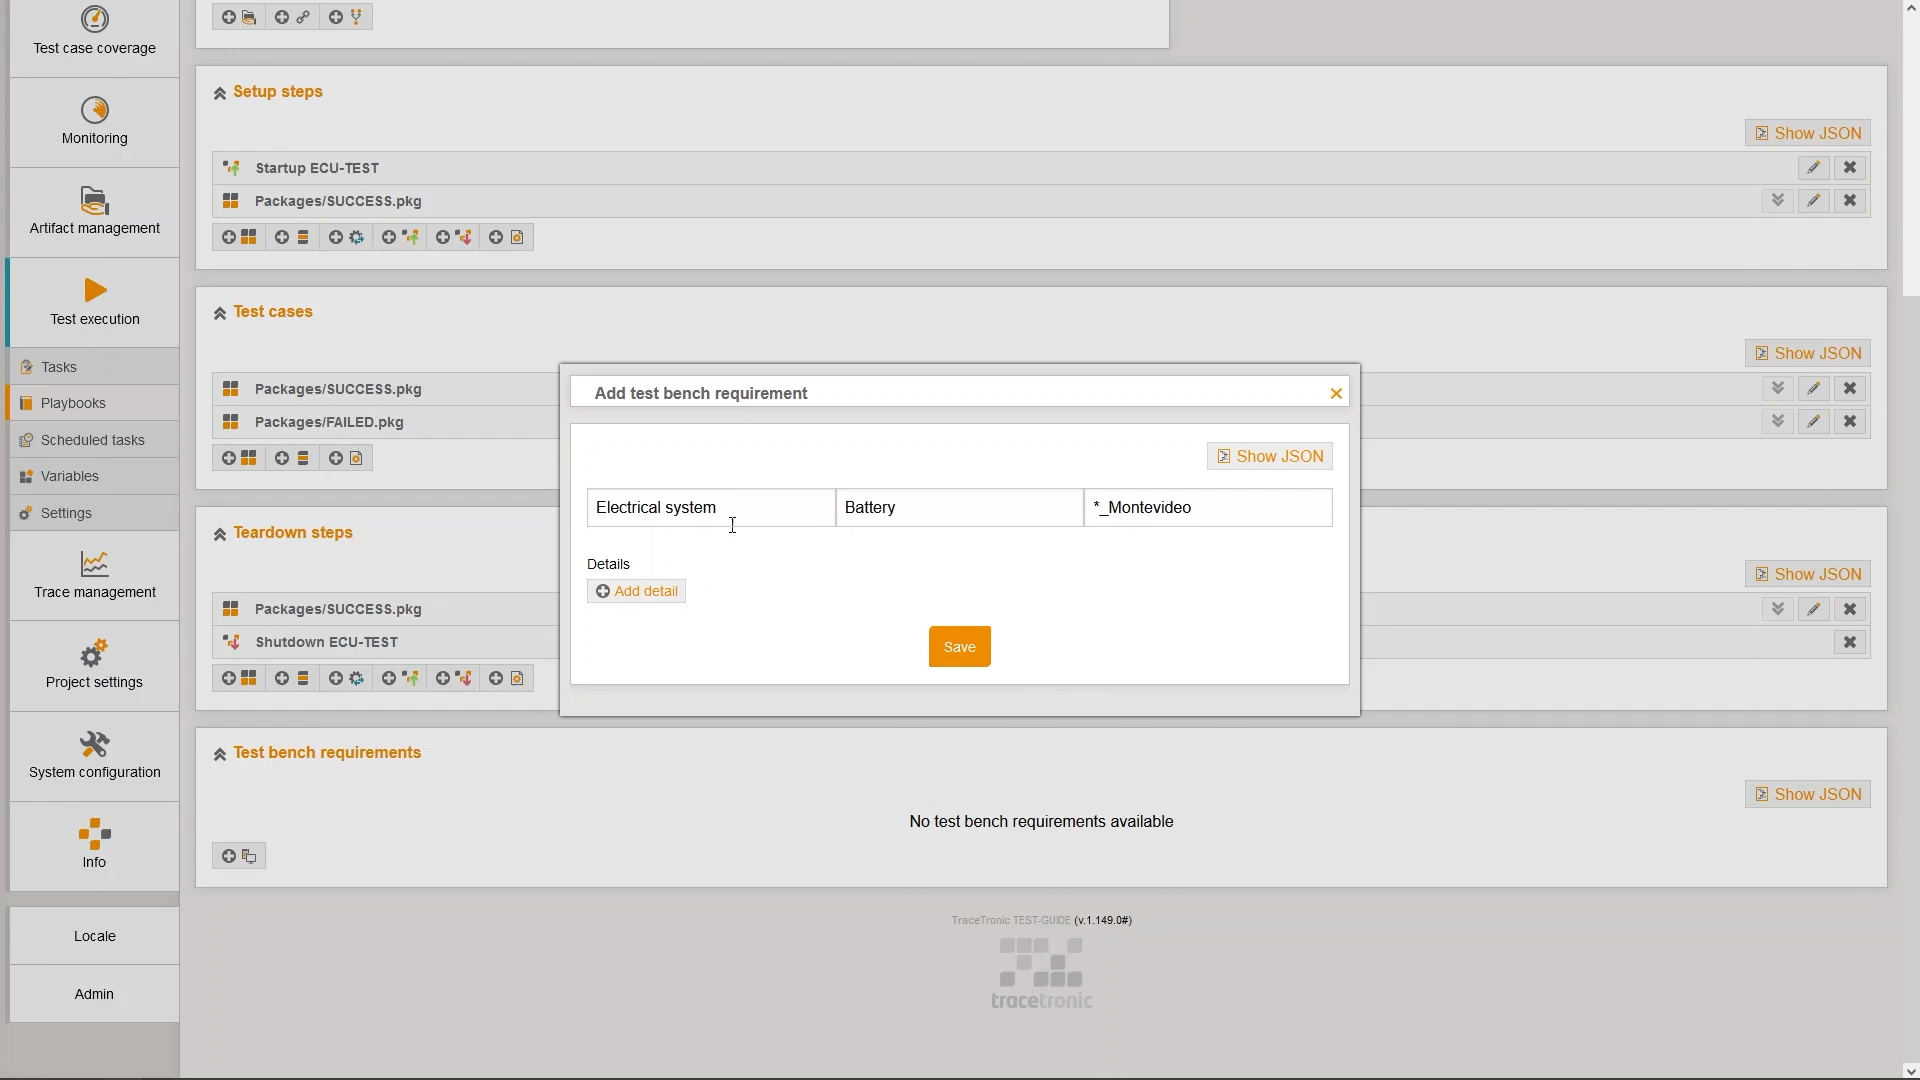 Test case coverage
Monitoring
Artifact management
Test execution
Tasks
Playbooks
Scheduled tasks
Variables
Settings
Trace management
Project settings
System configuration
Info
Locale
Admin
Setup steps
Show JSON
Startup ECU-TEST
Packages/SUCCESS.pkg
Test cases
Show JSON
Packages/SUCCESS.pkg
Packages/FAILED.pkg
Teardown steps
Show JSON
Packages/SUCCESS.pkg
Shutdown ECU-TEST
Add test bench requirement
Show JSON
Electrical system
Battery
*_Montevideo
Details
Add detail
Save
Test bench requirements
Show JSON
No test bench requirements available
TraceTronic TEST-GUIDE (v.1.149.0#)
tracetronic